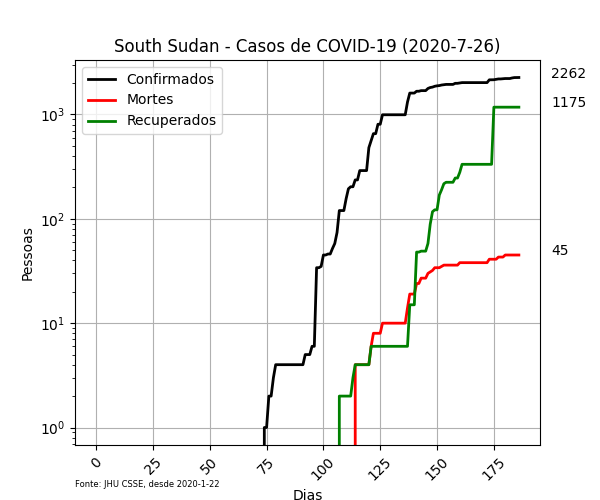 South Sudan - Casos de COVID-19 (2020-7-26)
Confirmados
Mortes
Recuperados
2262
1175
45
10³
10²
10¹
10⁰
Pessoas
0 25 50 75 100 125 150 175
Dias
Fonte: JHU CSSE, desde 2020-1-22